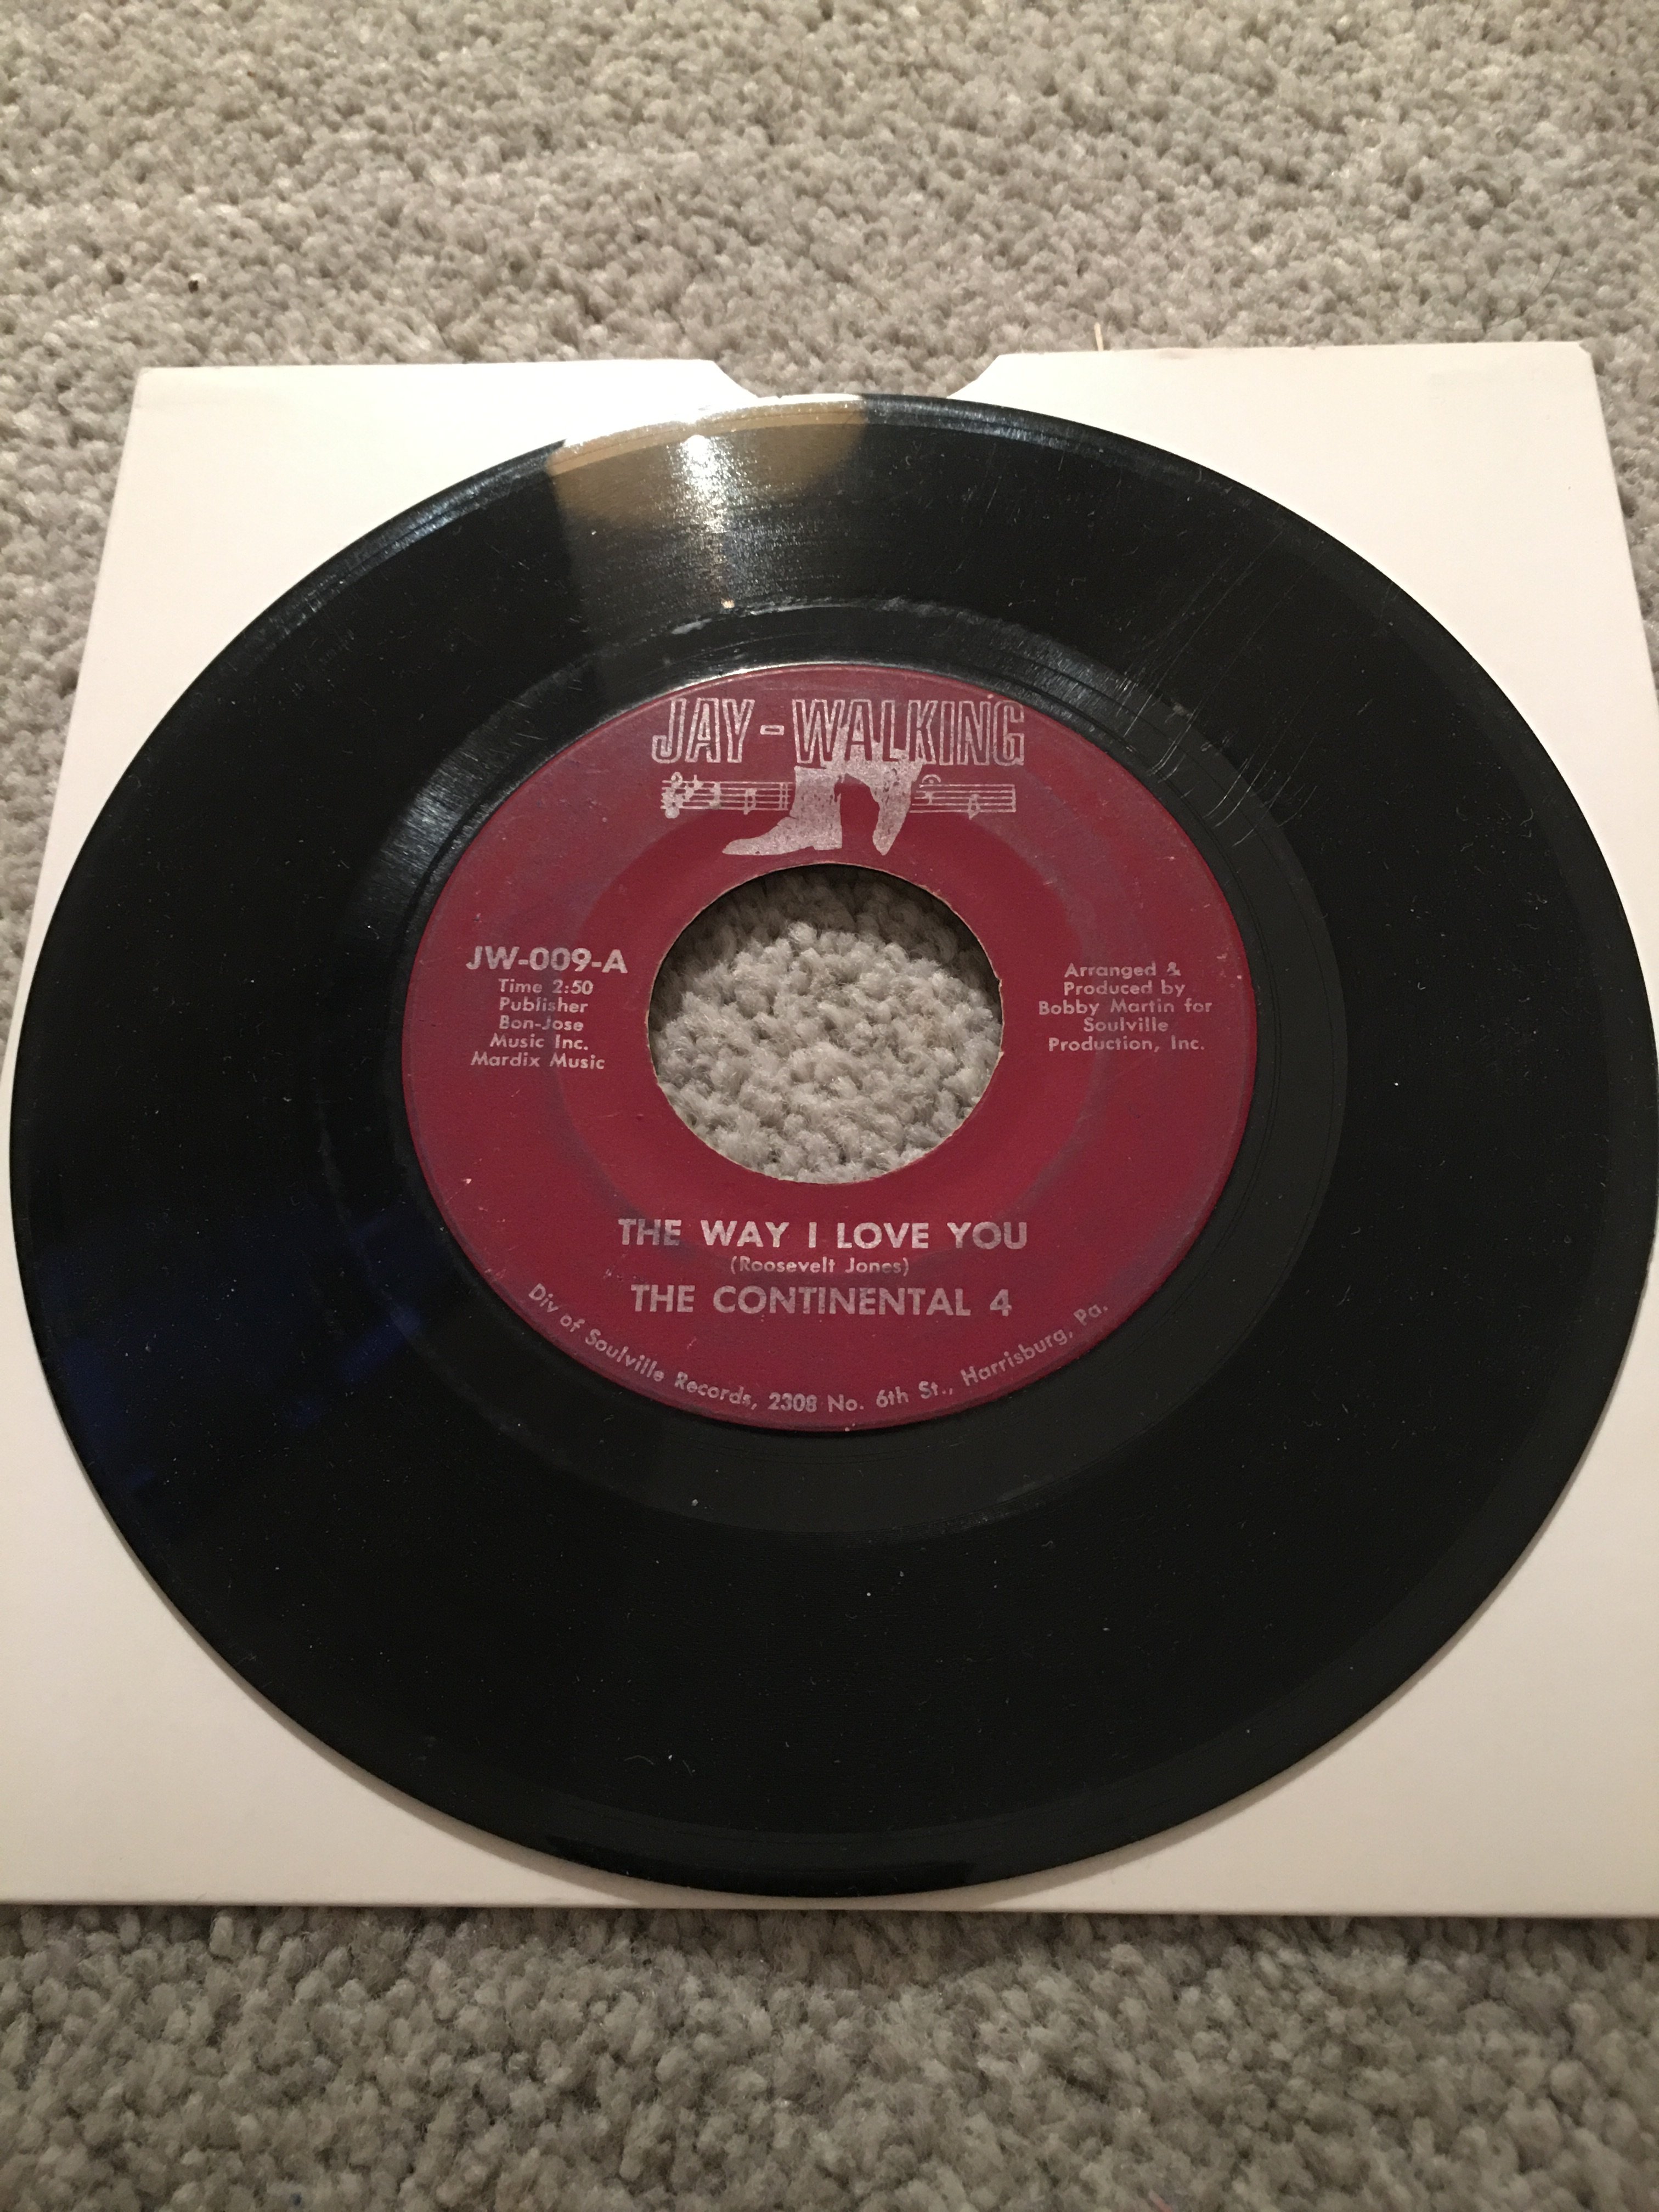 JAY-WALKING
JW-009-A
Time 2:50
Publisher
Bon-Jose
Music Inc.
Mardix Music
Arranged &
Produced by
Bobby Martin for
Soulville
Production, Inc.
THE WAY I LOVE YOU
(Roosevelt Jones)
THE CONTINENTAL 4
Div of Soulville Records, 2308 No. 6th St., Harrisburg, Pa.